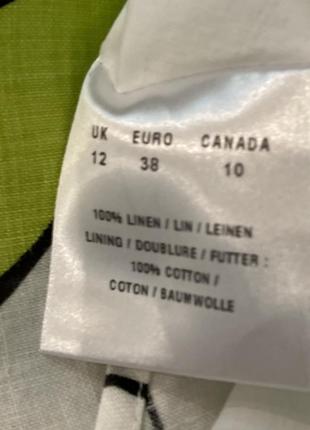 UK EURO CANADA
12 38 10
100% LINEN / LIN / LEINEN
LINING / DOUBLURE / FUTTER :
100% COTTON /
COTON / BAUMWOLLE